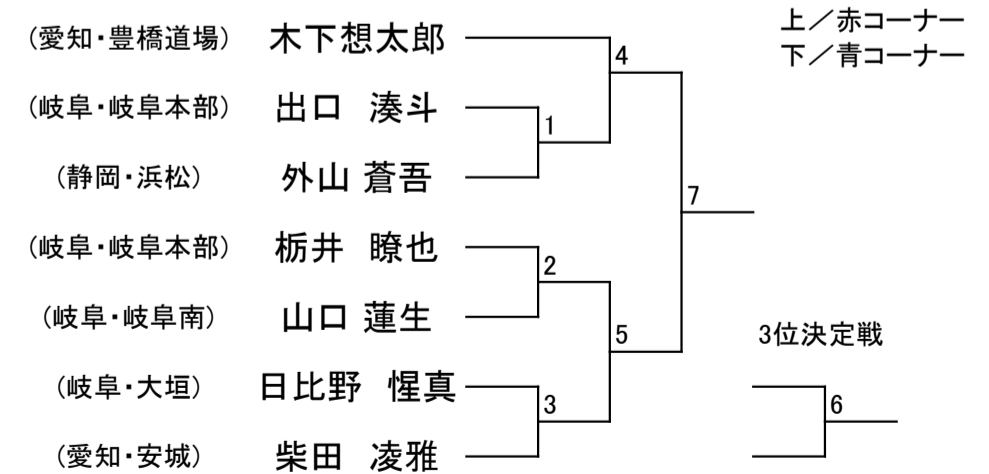 上／赤コーナー
下／青コーナー
(愛知・豊橋道場) 木下想太郎
4
(岐阜・岐阜本部) 出口 湊斗
1
(静岡・浜松) 外山 蒼吾
7
(岐阜・岐阜本部) 栃井 瞭也
2
(岐阜・岐阜南) 山口 蓮生
5
3位決定戦
(岐阜・大垣) 日比野 惺真
3
6
(愛知・安城) 柴田 凌雅